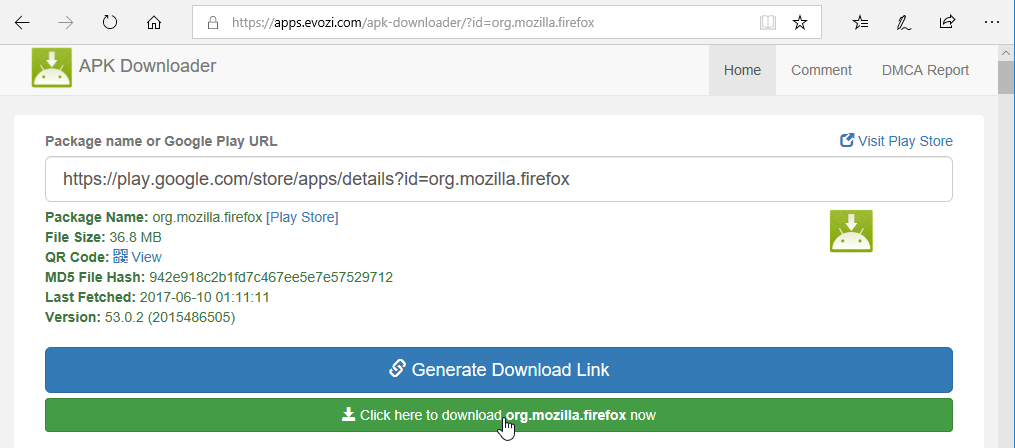 https://apps.evozi.com/apk-downloader/?id=org.mozilla.firefox
APK Downloader
Home
Comment
DMCA Report
Package name or Google Play URL
Visit Play Store
https://play.google.com/store/apps/details?id=org.mozilla.firefox
Package Name: org.mozilla.firefox [Play Store]
File Size: 36.8 MB
QR Code: View
MD5 File Hash: 942e918c2b1fd7c467ee5e7e57529712
Last Fetched: 2017-06-10 01:11:11
Version: 53.0.2 (2015486505)
Generate Download Link
Click here to download org.mozilla.firefox now